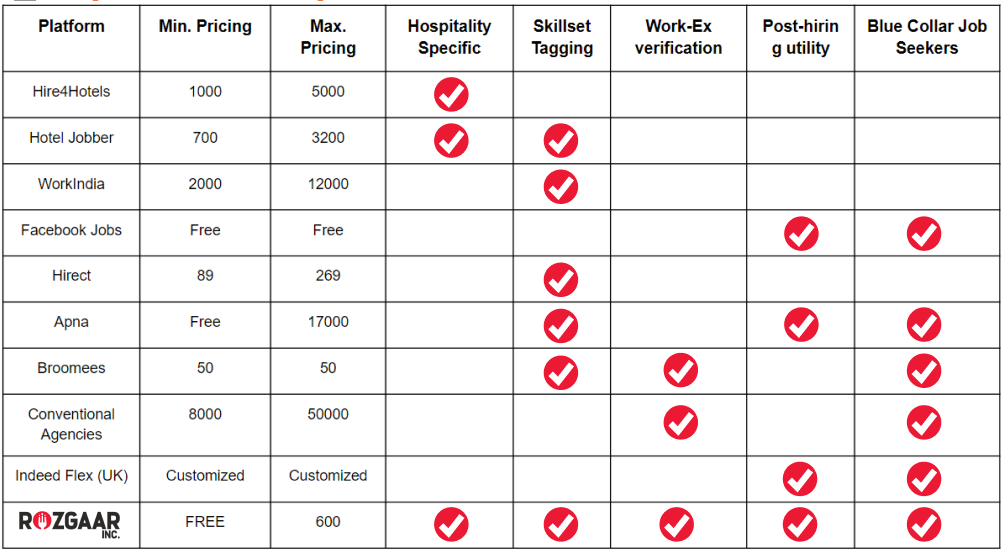 Platform Min. Pricing Max. Pricing Hospitality Specific Skillset Tagging Work-Ex verification Post-hirin g utility Blue Collar Job Seekers
Hire4Hotels 1000 5000
Hotel Jobber 700 3200
WorkIndia 2000 12000
Facebook Jobs Free Free
Hirect 89 269
Apna Free 17000
Broomees 50 50
Conventional Agencies 8000 50000
Indeed Flex (UK) Customized Customized
ROZGAAR INC. FREE 600